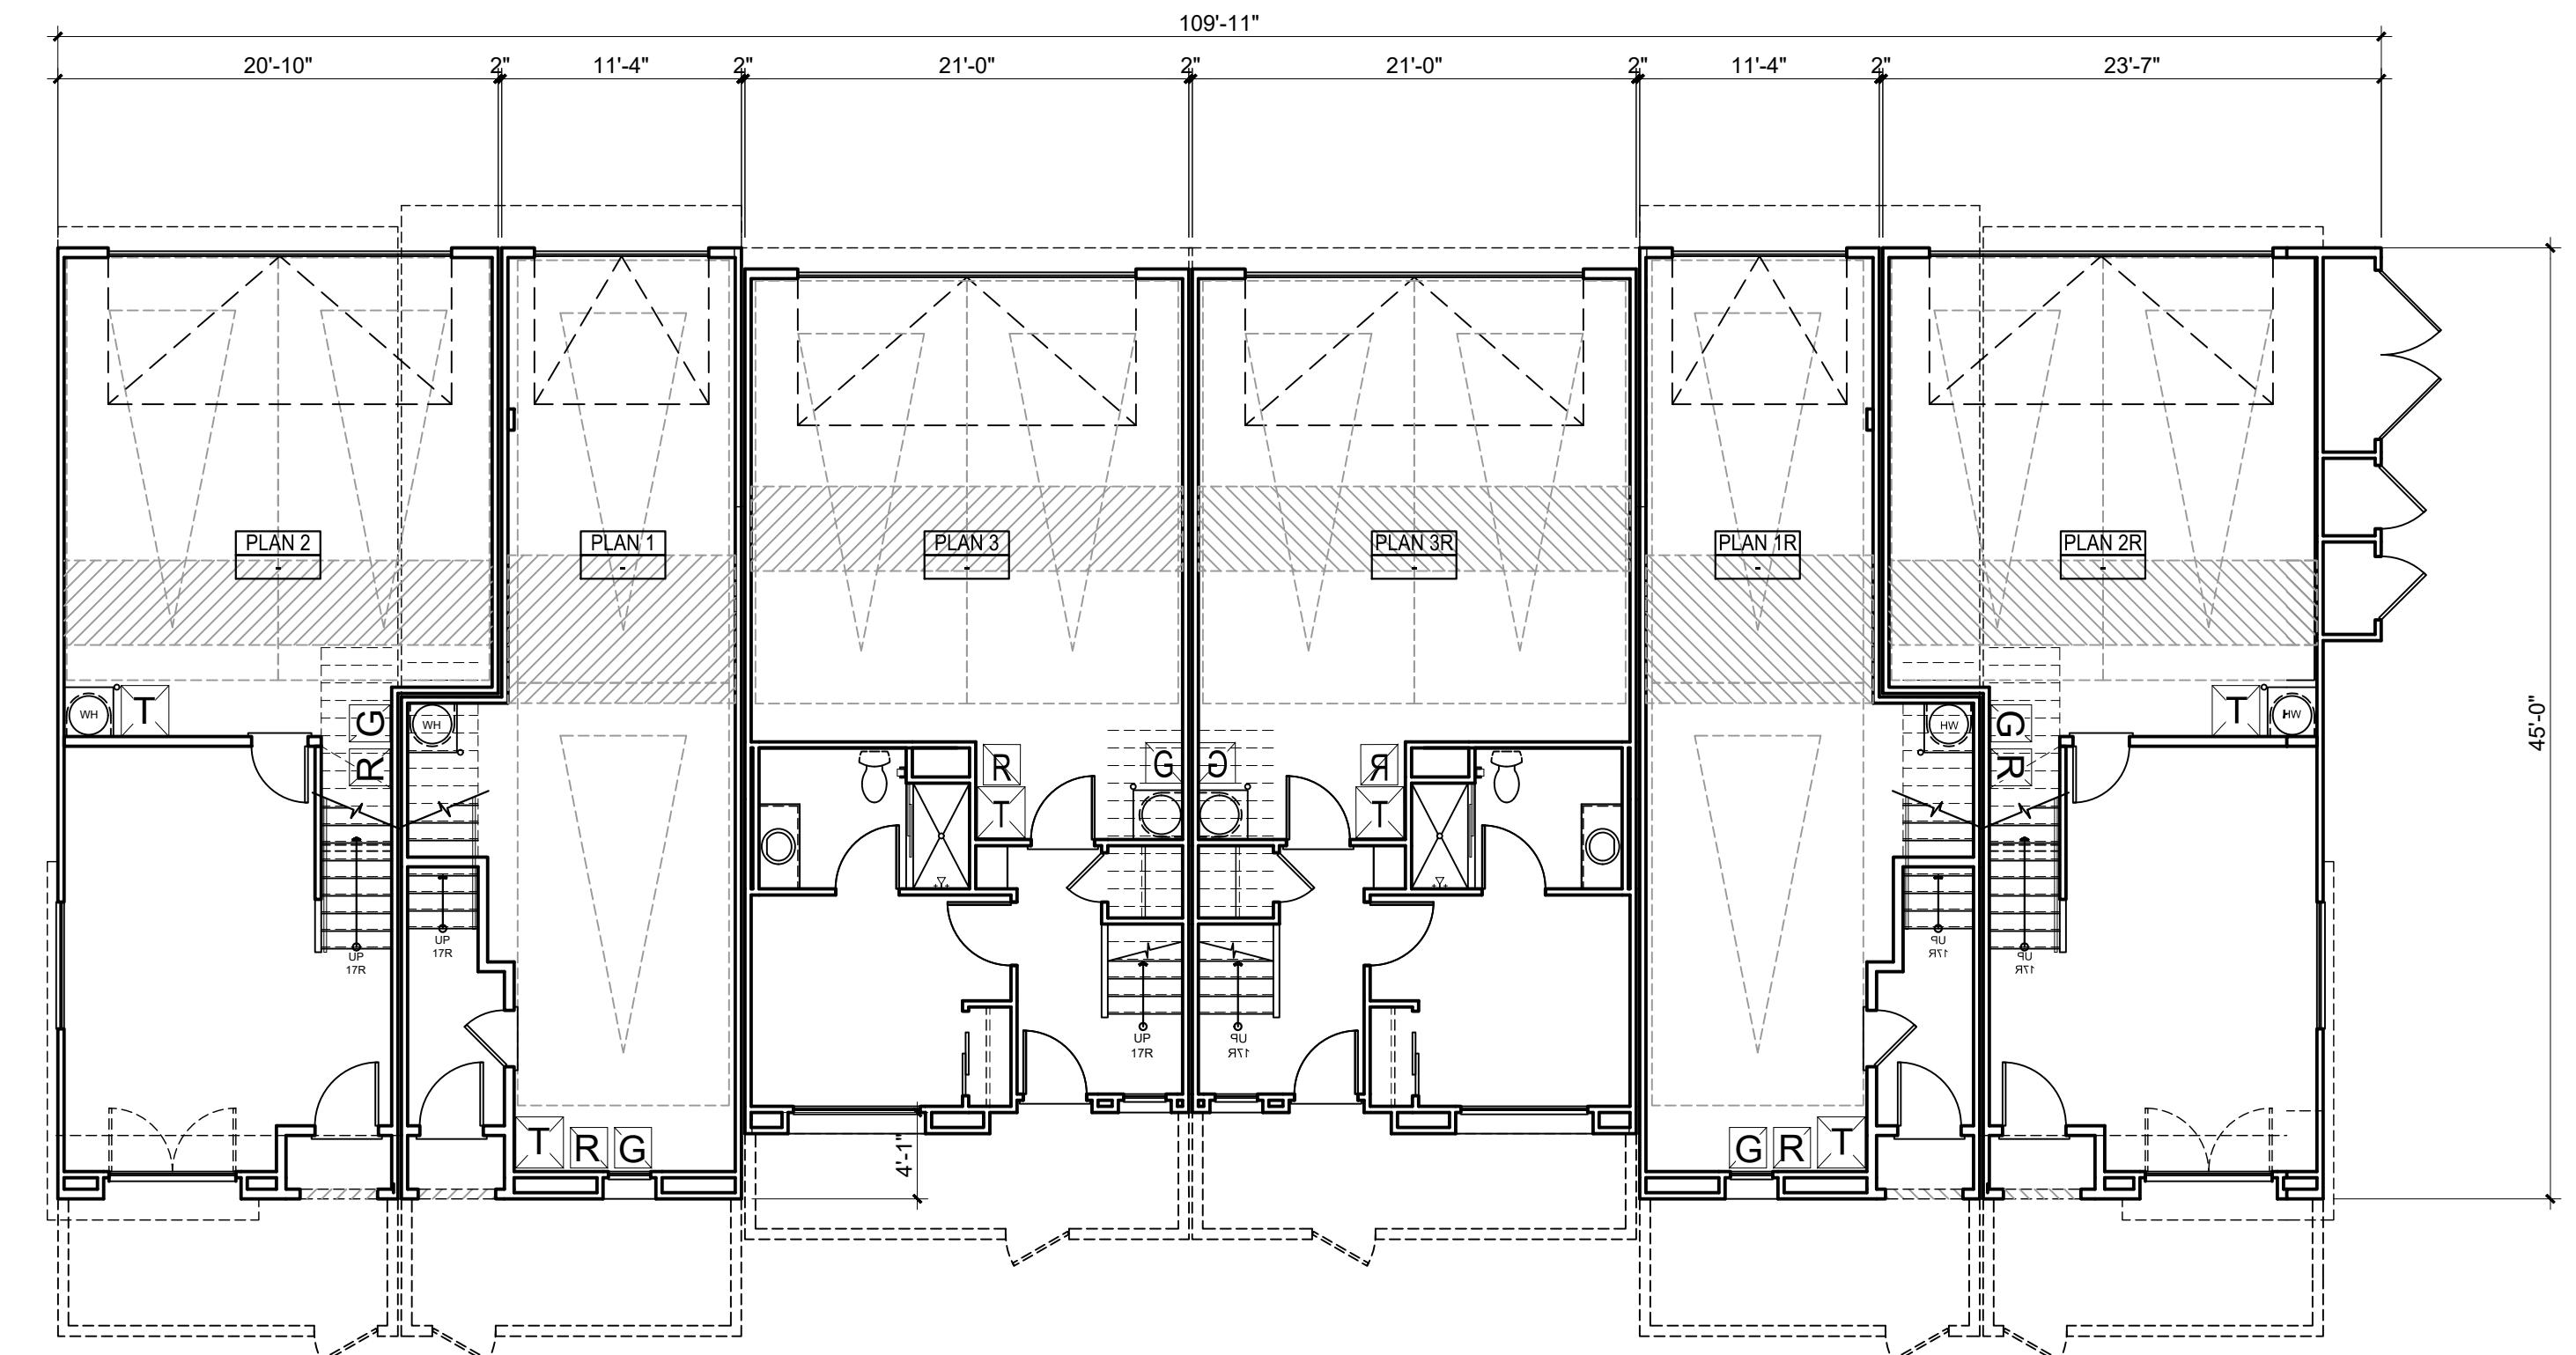 109'-11"
20'-10" 2" 11'-4" 2" 21'-0" 2" 21'-0" 2" 11'-4" 2" 23'-7"
PLAN 2 PLAN 1 PLAN 3 PLAN 3R PLAN 1R PLAN 2R
- - - - - -
WH T G WH WH G T WH
R R G G R R
T T
45'-0"
UP UP UP UP
17R 17R 17R 17R
UP UP
17R 17R
T R G G R T
4'-1"